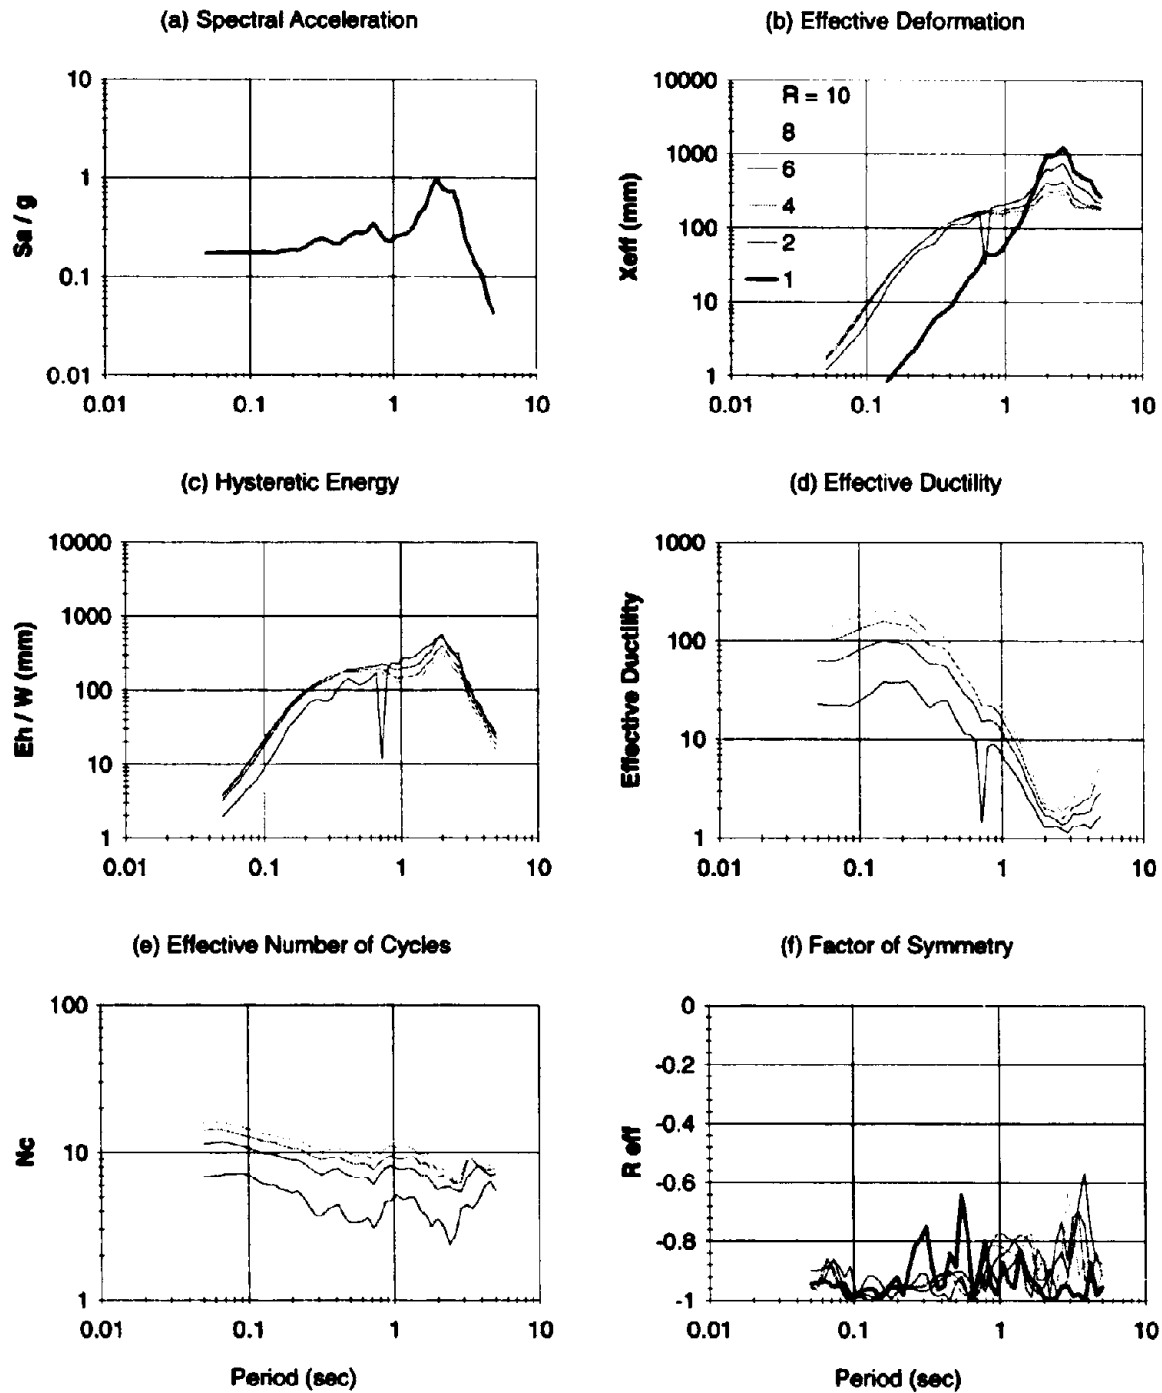 (a) Spectral Acceleration
(b) Effective Deformation
10
1
0.1
0.01
Sa / g
0.01 0.1 1 10
10000
1000
100
10
1
Xeff (mm)
R = 10
8
6
4
2
1
0.01 0.1 1 10
(c) Hysteretic Energy
(d) Effective Ductility
10000
1000
100
10
1
Eh / W (mm)
0.01 0.1 1 10
1000
100
10
1
Effective Ductility
0.01 0.1 1 10
(e) Effective Number of Cycles
(f) Factor of Symmetry
100
10
1
Nc
0.01 0.1 1 10
Period (sec)
0
-0.2
-0.4
-0.6
-0.8
-1
R eff
0.01 0.1 1 10
Period (sec)